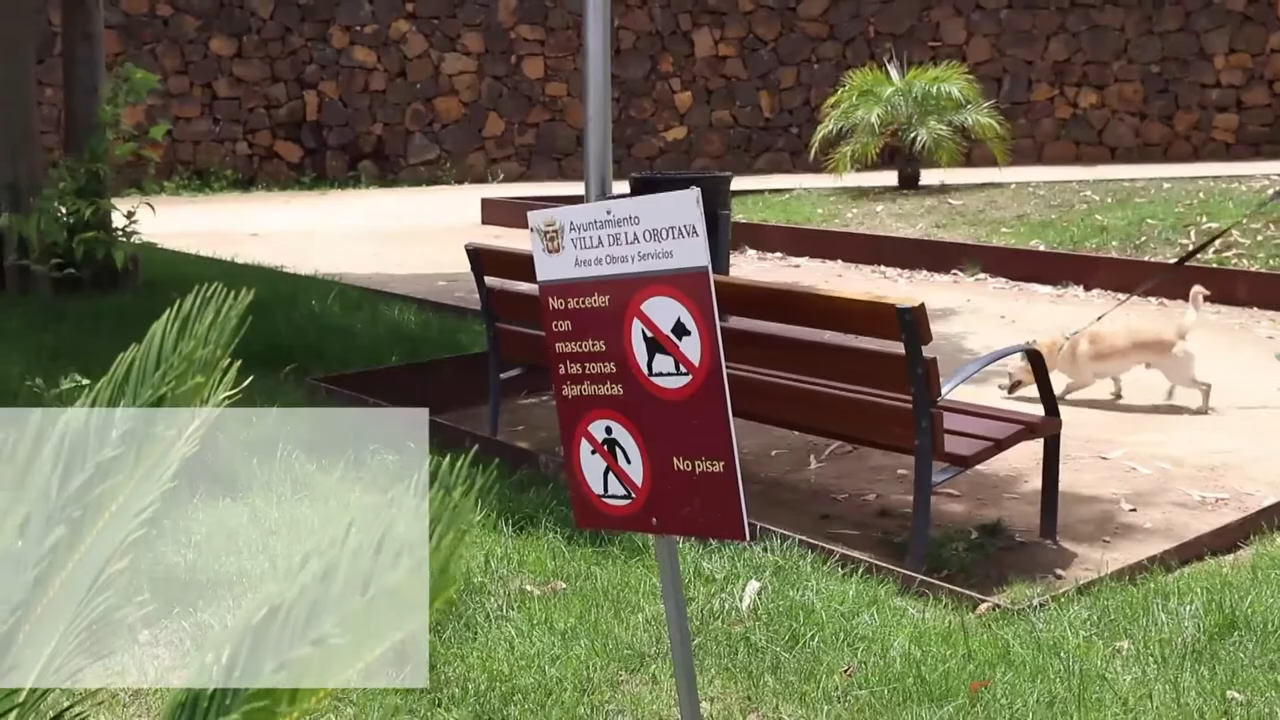 Ayuntamiento
VILLA DE LA OROTAVA
Área de Obras y Servicios
No acceder
con
mascotas
a las zonas
ajardinadas
No pisar